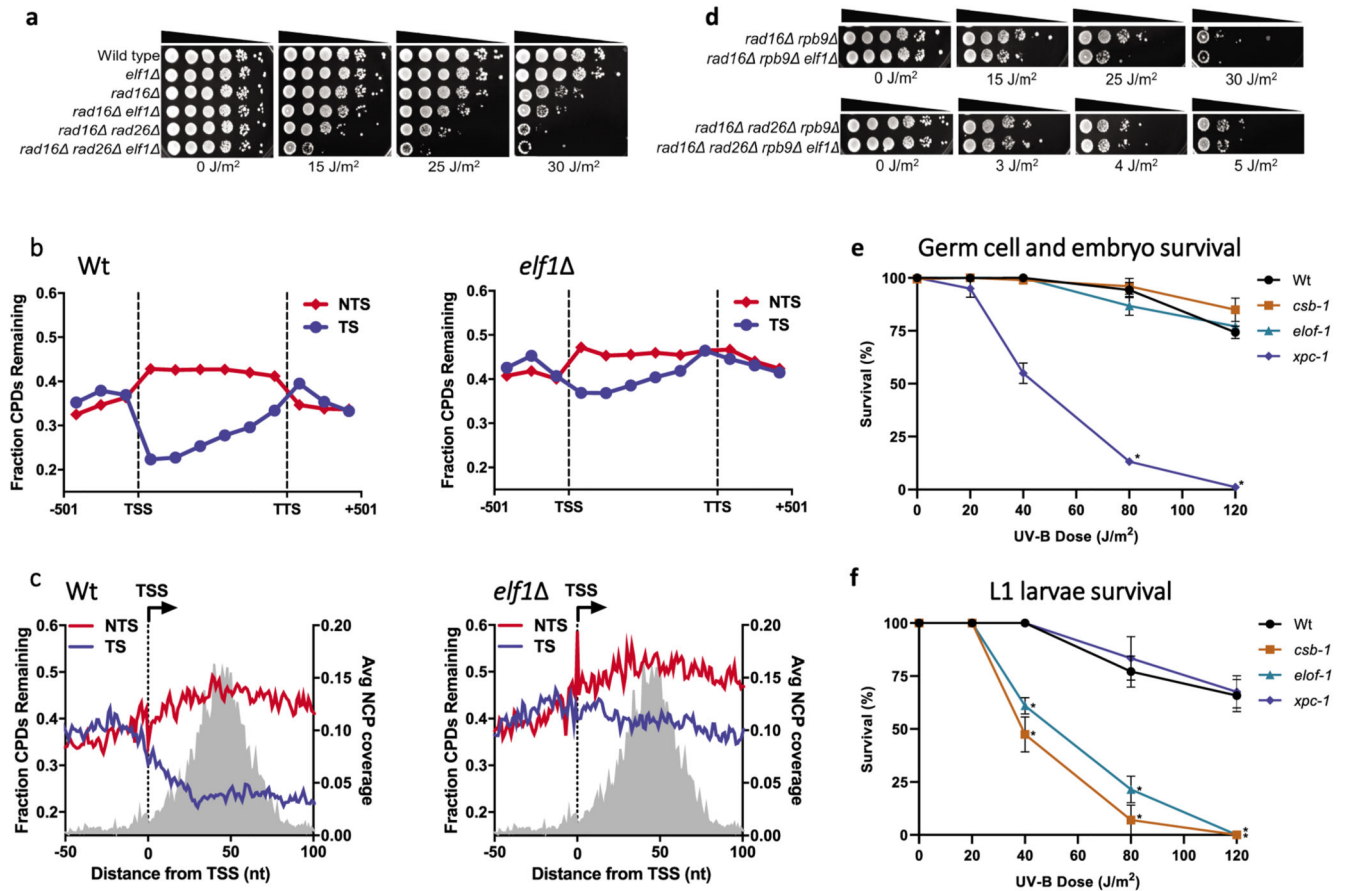 a
Wild type
elf1Δ
rad16Δ
rad16Δ elf1Δ
rad16Δ rad26Δ
rad16Δ rad26Δ elf1Δ
0 J/m²
15 J/m²
25 J/m²
30 J/m²
d
rad16Δ rpb9Δ
rad16Δ rpb9Δ elf1Δ
0 J/m²
15 J/m²
25 J/m²
30 J/m²
rad16Δ rad26Δ rpb9Δ
rad16Δ rad26Δ rpb9Δ elf1Δ
0 J/m²
3 J/m²
4 J/m²
5 J/m²
b
Wt
NTS
TS
Fraction CPDs Remaining
0.6
0.5
0.4
0.3
0.2
-501
TSS
TTS
+501
elf1Δ
NTS
TS
Fraction CPDs Remaining
0.6
0.5
0.4
0.3
0.2
-501
TSS
TTS
+501
c
Wt
TSS
NTS
TS
Fraction CPDs Remaining
0.6
0.5
0.4
0.3
0.2
Avg NCP coverage
0.20
0.15
0.10
0.05
0.00
-50
0
50
100
Distance from TSS (nt)
elf1Δ
TSS
NTS
TS
Fraction CPDs Remaining
0.6
0.5
0.4
0.3
0.2
Avg NCP coverage
0.20
0.15
0.10
0.05
0.00
-50
0
50
100
Distance from TSS (nt)
e
Germ cell and embryo survival
Survival (%)
100
75
50
25
0
*
*
0
20
40
60
80
100
120
UV-B Dose (J/m²)
Wt
csb-1
elof-1
xpc-1
f
L1 larvae survival
Survival (%)
100
75
50
25
0
*
*
*
*
*
*
0
20
40
60
80
100
120
UV-B Dose (J/m²)
Wt
csb-1
elof-1
xpc-1